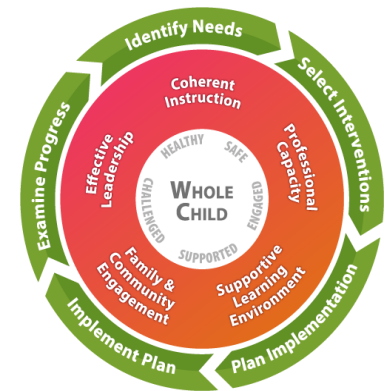 Identify Needs
Select Interventions
Plan Implementation
Implement Plan
Examine Progress
Coherent
Instruction
Professional
Capacity
Supportive
Learning
Environment
Family &
Community
Engagement
Effective
Leadership
HEALTHY
SAFE
ENGAGED
SUPPORTED
CHALLENGED
WHOLE
CHILD